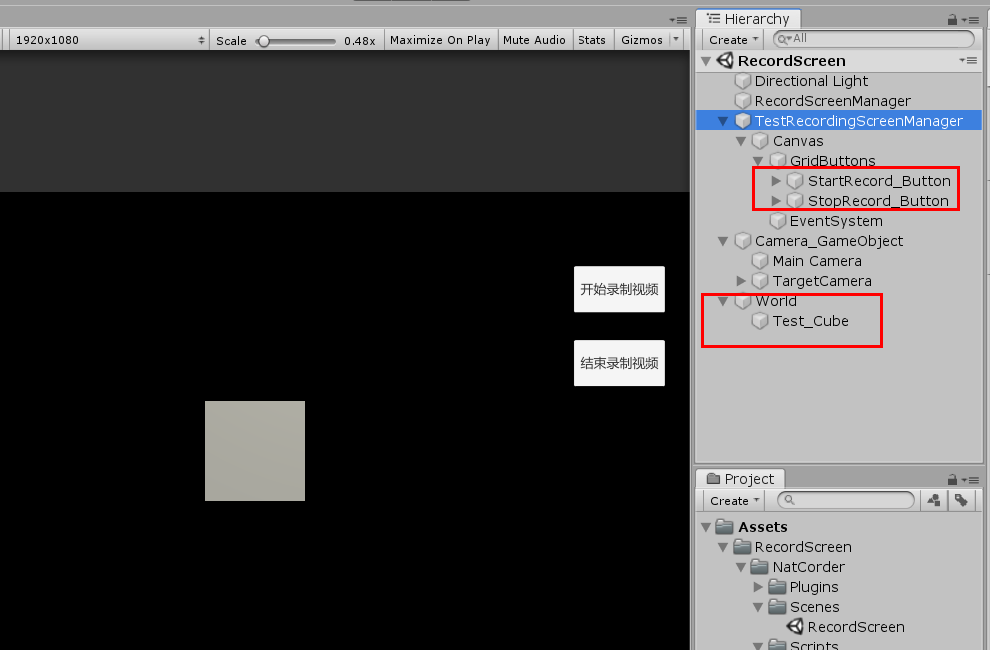 1920x1080 Scale 0.48x Maximize On Play Mute Audio Stats Gizmos
开始录制视频
结束录制视频
Hierarchy
Create All
RecordScreen
Directional Light
RecordScreenManager
TestRecordingScreenManager
Canvas
GridButtons
StartRecord_Button
StopRecord_Button
EventSystem
Camera_GameObject
Main Camera
TargetCamera
World
Test_Cube
Project
Create
Assets
RecordScreen
NatCorder
Plugins
Scenes
RecordScreen
Scripts